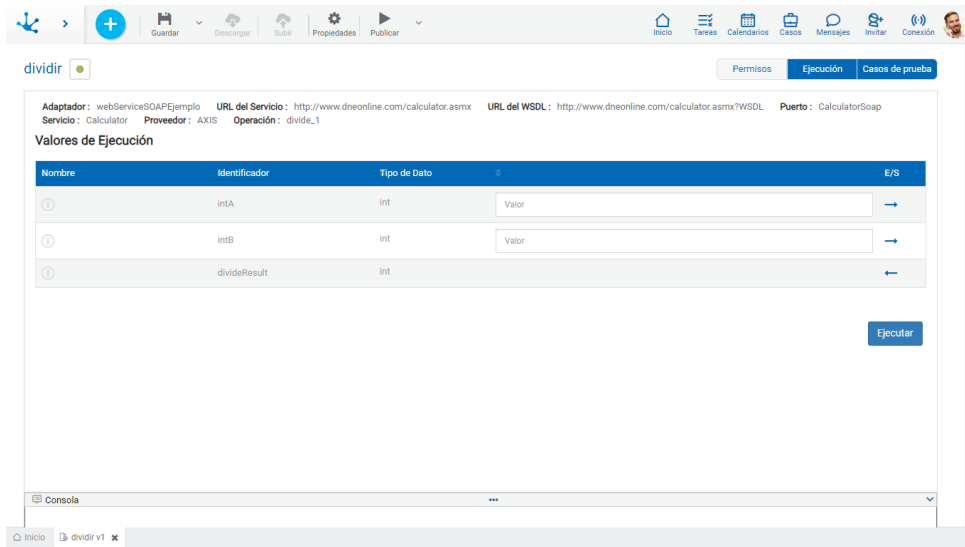 Guardar Descargar Subir Propiedades Publicar Inicio Tareas Calendarios Casos Mensajes Invitar Conexión
dividir Permisos Ejecución Casos de prueba
Adaptador : webServiceSOAPEjemplo URL del Servicio : http://www.dneonline.com/calculator.asmx URL del WSDL : http://www.dneonline.com/calculator.asmx?WSDL Puerto : CalculatorSoap
Servicio : Calculator Proveedor : AXIS Operación : divide_1
Valores de Ejecución
Nombre Identificador Tipo de Dato E/S
intA int Valor
intB int Valor
divideResult int
Ejecutar
Consola
Inicio dividir v1